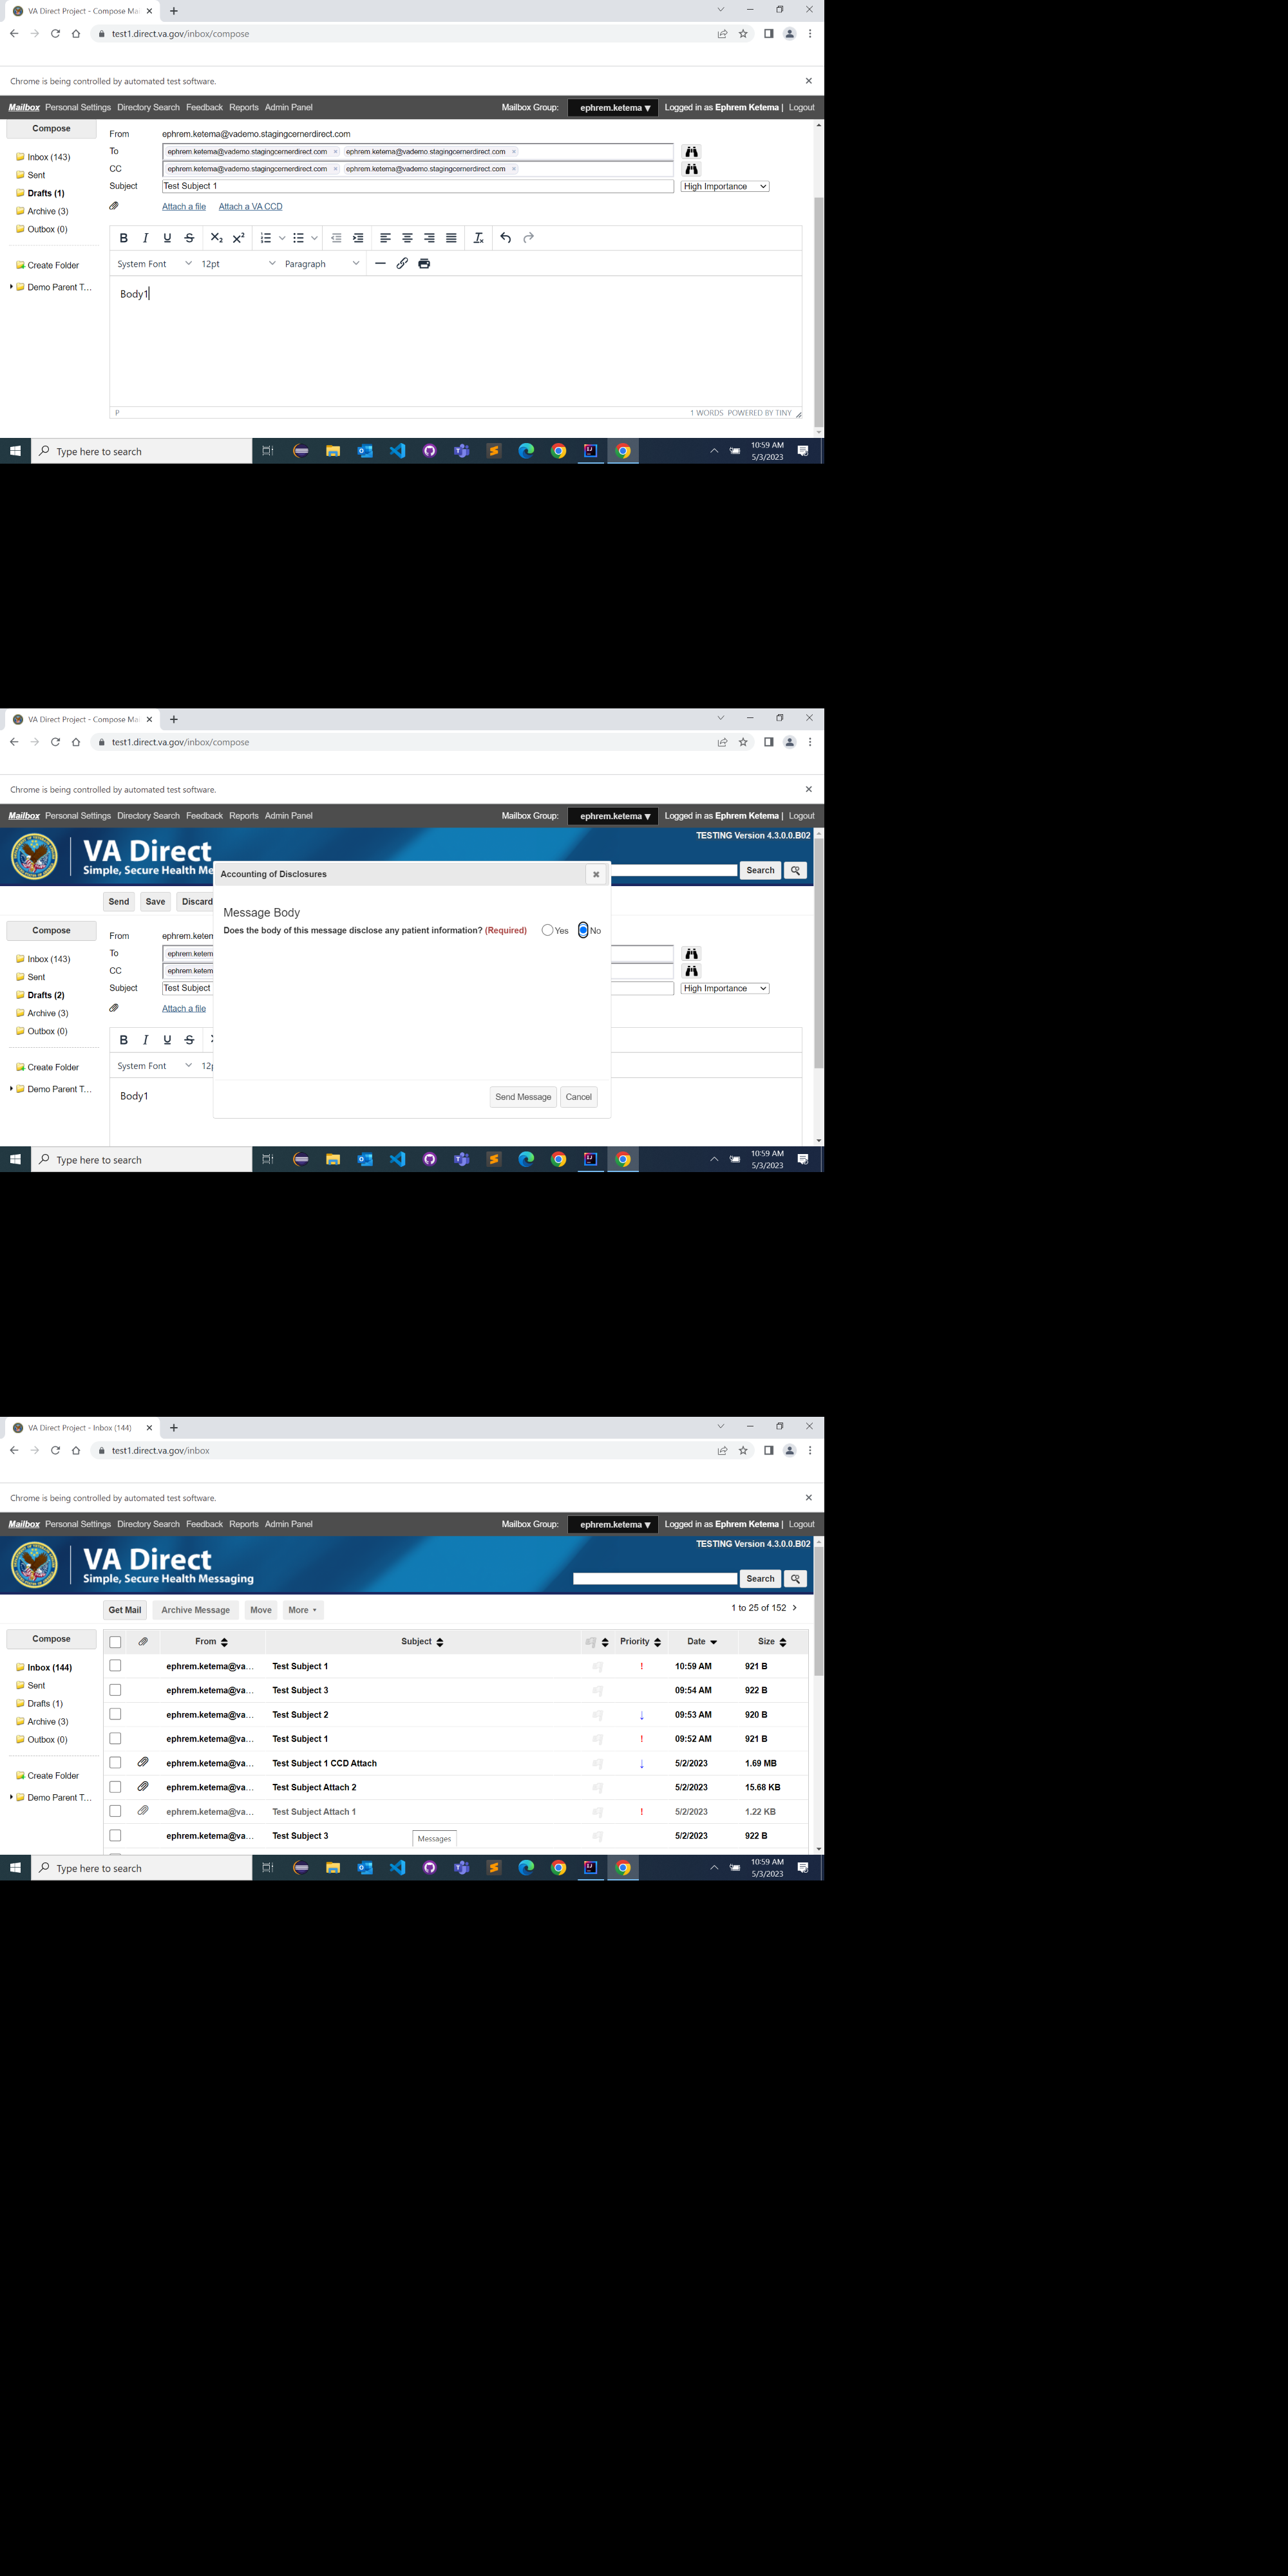 VA Direct Project - Compose Ma
test1.direct.va.gov/inbox/compose
Chrome is being controlled by automated test software.
Mailbox Personal Settings Directory Search Feedback Reports Admin Panel Mailbox Group: ephrem.ketema ▼ Logged in as Ephrem Ketema | Logout
Compose
From ephrem.ketema@vademo.stagingcernerdirect.com
Inbox (143)
To ephrem.ketema@vademo.stagingcernerdirect.com × ephrem.ketema@vademo.stagingcernerdirect.com ×
Sent
CC ephrem.ketema@vademo.stagingcernerdirect.com × ephrem.ketema@vademo.stagingcernerdirect.com ×
Drafts (1)
Subject Test Subject 1 High Importance
Archive (3)
Attach a file Attach a VA CCD
Outbox (0)
B I U S X₂ X²
Create Folder
System Font 12pt Paragraph
Demo Parent T...
Body1
P 1 WORDS POWERED BY TINY
Type here to search
10:59 AM
5/3/2023
VA Direct Project - Compose Ma
test1.direct.va.gov/inbox/compose
Chrome is being controlled by automated test software.
Mailbox Personal Settings Directory Search Feedback Reports Admin Panel Mailbox Group: ephrem.ketema ▼ Logged in as Ephrem Ketema | Logout
TESTING Version 4.3.0.0.B02
VA Direct
Simple, Secure Health Me
Search
Accounting of Disclosures
Send Save Discard
Message Body
Does the body of this message disclose any patient information? (Required) Yes No
Compose
From ephrem.keter
Inbox (143)
To ephrem.ketem
Sent
CC ephrem.ketem
Drafts (2)
Subject Test Subject High Importance
Archive (3)
Attach a file
Outbox (0)
B I U S
Create Folder
System Font 12p
Demo Parent T...
Body1
Send Message Cancel
Type here to search
10:59 AM
5/3/2023
VA Direct Project - Inbox (144)
test1.direct.va.gov/inbox
Chrome is being controlled by automated test software.
Mailbox Personal Settings Directory Search Feedback Reports Admin Panel Mailbox Group: ephrem.ketema ▼ Logged in as Ephrem Ketema | Logout
TESTING Version 4.3.0.0.B02
VA Direct
Simple, Secure Health Messaging
Search
Get Mail Archive Message Move More 1 to 25 of 152
Compose
From Subject Priority Date Size
Inbox (144)
ephrem.ketema@va... Test Subject 1 ! 10:59 AM 921 B
Sent
ephrem.ketema@va... Test Subject 3 09:54 AM 922 B
Drafts (1)
ephrem.ketema@va... Test Subject 2 ↓ 09:53 AM 920 B
Archive (3)
Outbox (0)
ephrem.ketema@va... Test Subject 1 ! 09:52 AM 921 B
ephrem.ketema@va... Test Subject 1 CCD Attach ↓ 5/2/2023 1.69 MB
Create Folder
ephrem.ketema@va... Test Subject Attach 2 5/2/2023 15.68 KB
Demo Parent T...
ephrem.ketema@va... Test Subject Attach 1 ! 5/2/2023 1.22 KB
ephrem.ketema@va... Test Subject 3 5/2/2023 922 B
Messages
Type here to search
10:59 AM
5/3/2023